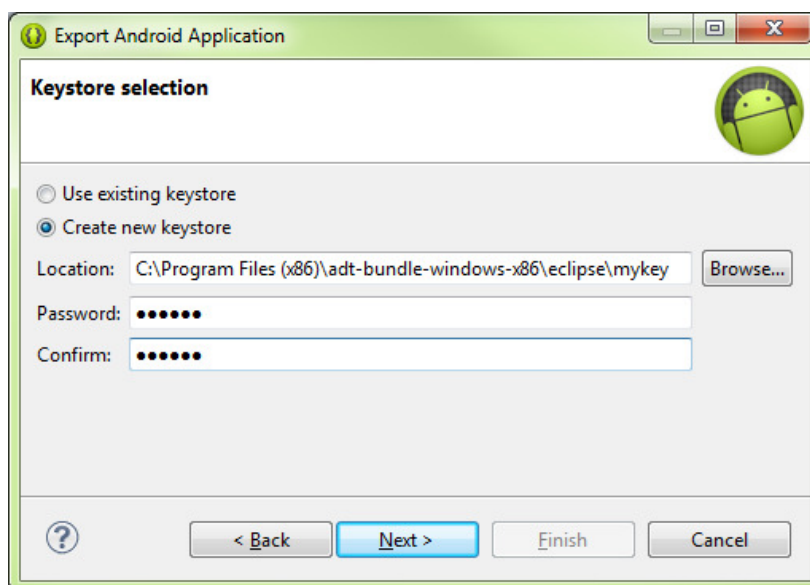 Export Android Application
Keystore selection
Use existing keystore
Create new keystore
Location: C:\Program Files (x86)\adt-bundle-windows-x86\eclipse\mykey Browse...
Password: ●●●●●●
Confirm: ●●●●●●
? < Back Next > Finish Cancel